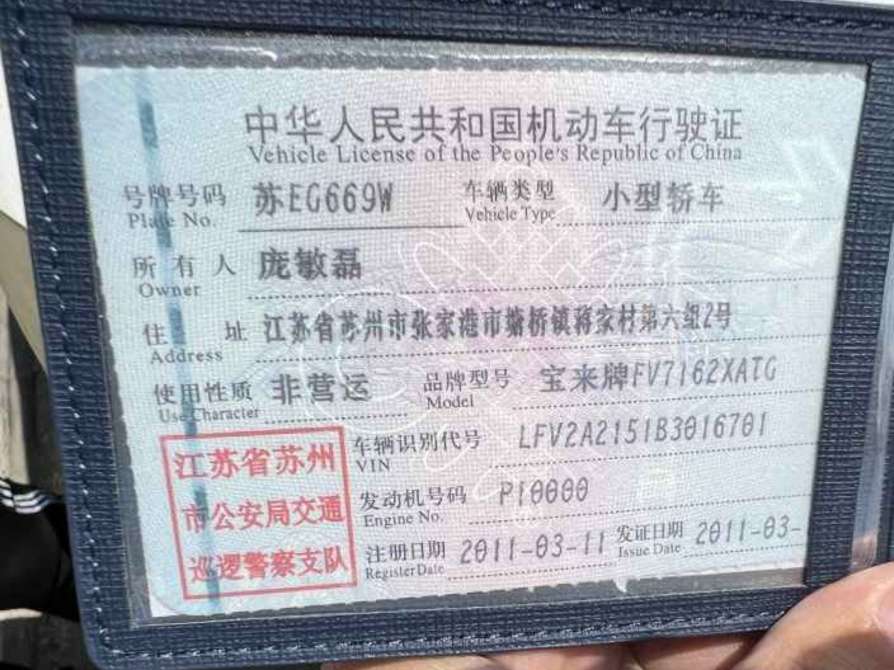 中华人民共和国机动车行驶证
Vehicle License of the People's Republic of China
号牌号码 苏EG669W 车辆类型 小型轿车
Plate No. Vehicle Type
所有人 庞敏磊
Owner
住址 江苏省苏州市张家港市塘桥镇蒋家村第六组2号
Address
使用性质 非营运 品牌型号 宝来牌FV7162XATG
Use Character Model
车辆识别代号 LFV2A2151B3016701
VIN
发动机号码 P10000
Engine No.
注册日期 2011-03-11 发证日期 2011-03-
Register Date Issue Date
江苏省苏州
市公安局交通
巡逻警察支队